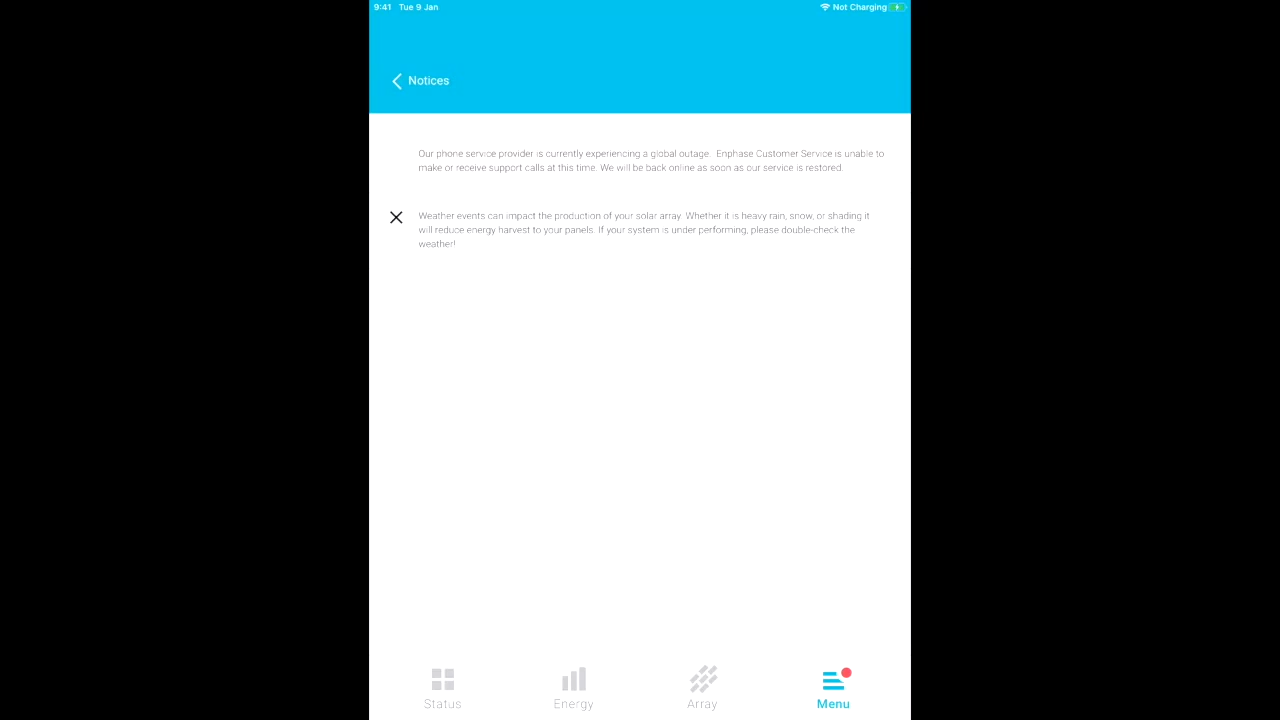 9:41 Tue 9 Jan Not Charging
Notices
Our phone service provider is currently experiencing a global outage. Enphase Customer Service is unable to
make or receive support calls at this time. We will be back online as soon as our service is restored.
Weather events can impact the production of your solar array. Whether it is heavy rain, snow, or shading it
will reduce energy harvest to your panels. If your system is under performing, please double-check the
weather!
Status Energy Array Menu